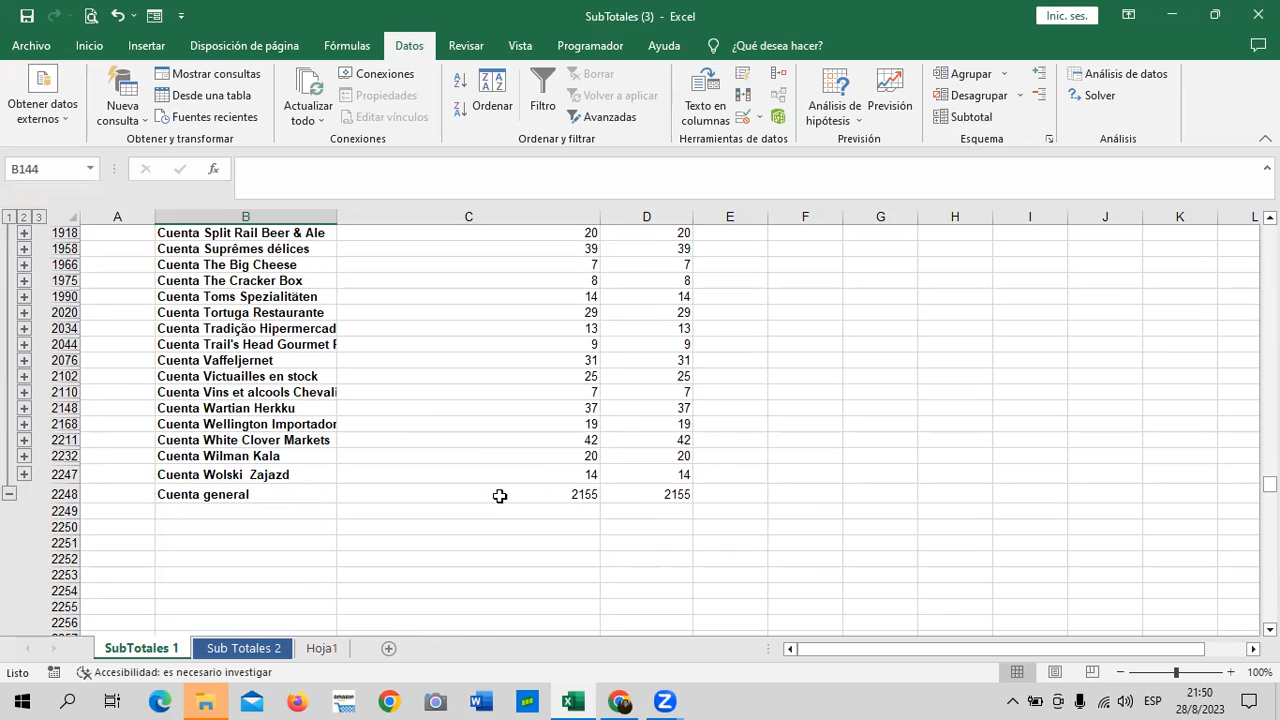 SubTotales (3) - Excel
Inic. ses.
Archivo Inicio Insertar Disposición de página Fórmulas Datos Revisar Vista Programador Ayuda ¿Qué desea hacer?
Obtener datos externos
Nueva consulta
Mostrar consultas
Desde una tabla
Fuentes recientes
Obtener y transformar
Actualizar todo
Conexiones
Propiedades
Editar vínculos
Conexiones
Ordenar
Filtro
Borrar
Volver a aplicar
Avanzadas
Ordenar y filtrar
Texto en columnas
Herramientas de datos
Análisis de hipótesis
Previsión
Previsión
Agrupar
Desagrupar
Subtotal
Esquema
Análisis de datos
Solver
Análisis
B144
fx
1 2 3 A B C D E F G H I J K L
1918 Cuenta Split Rail Beer & Ale 20 20
1958 Cuenta Suprêmes délices 39 39
1966 Cuenta The Big Cheese 7 7
1975 Cuenta The Cracker Box 8 8
1990 Cuenta Toms Spezialitäten 14 14
2020 Cuenta Tortuga Restaurante 29 29
2034 Cuenta Tradição Hipermercad 13 13
2044 Cuenta Trail's Head Gourmet 9 9
2076 Cuenta Vaffeljernet 31 31
2102 Cuenta Victuailles en stock 25 25
2110 Cuenta Vins et alcools Chevali 7 7
2148 Cuenta Wartian Herkku 37 37
2168 Cuenta Wellington Importador 19 19
2211 Cuenta White Clover Markets 42 42
2232 Cuenta Wilman Kala 20 20
2247 Cuenta Wolski Zajazd 14 14
2248 Cuenta general 2155 2155
2249
2250
2251
2252
2253
2254
2255
2256
SubTotales 1 Sub Totales 2 Hoja1
Listo Accesibilidad: es necesario investigar 100%
ESP 21:50
28/8/2023